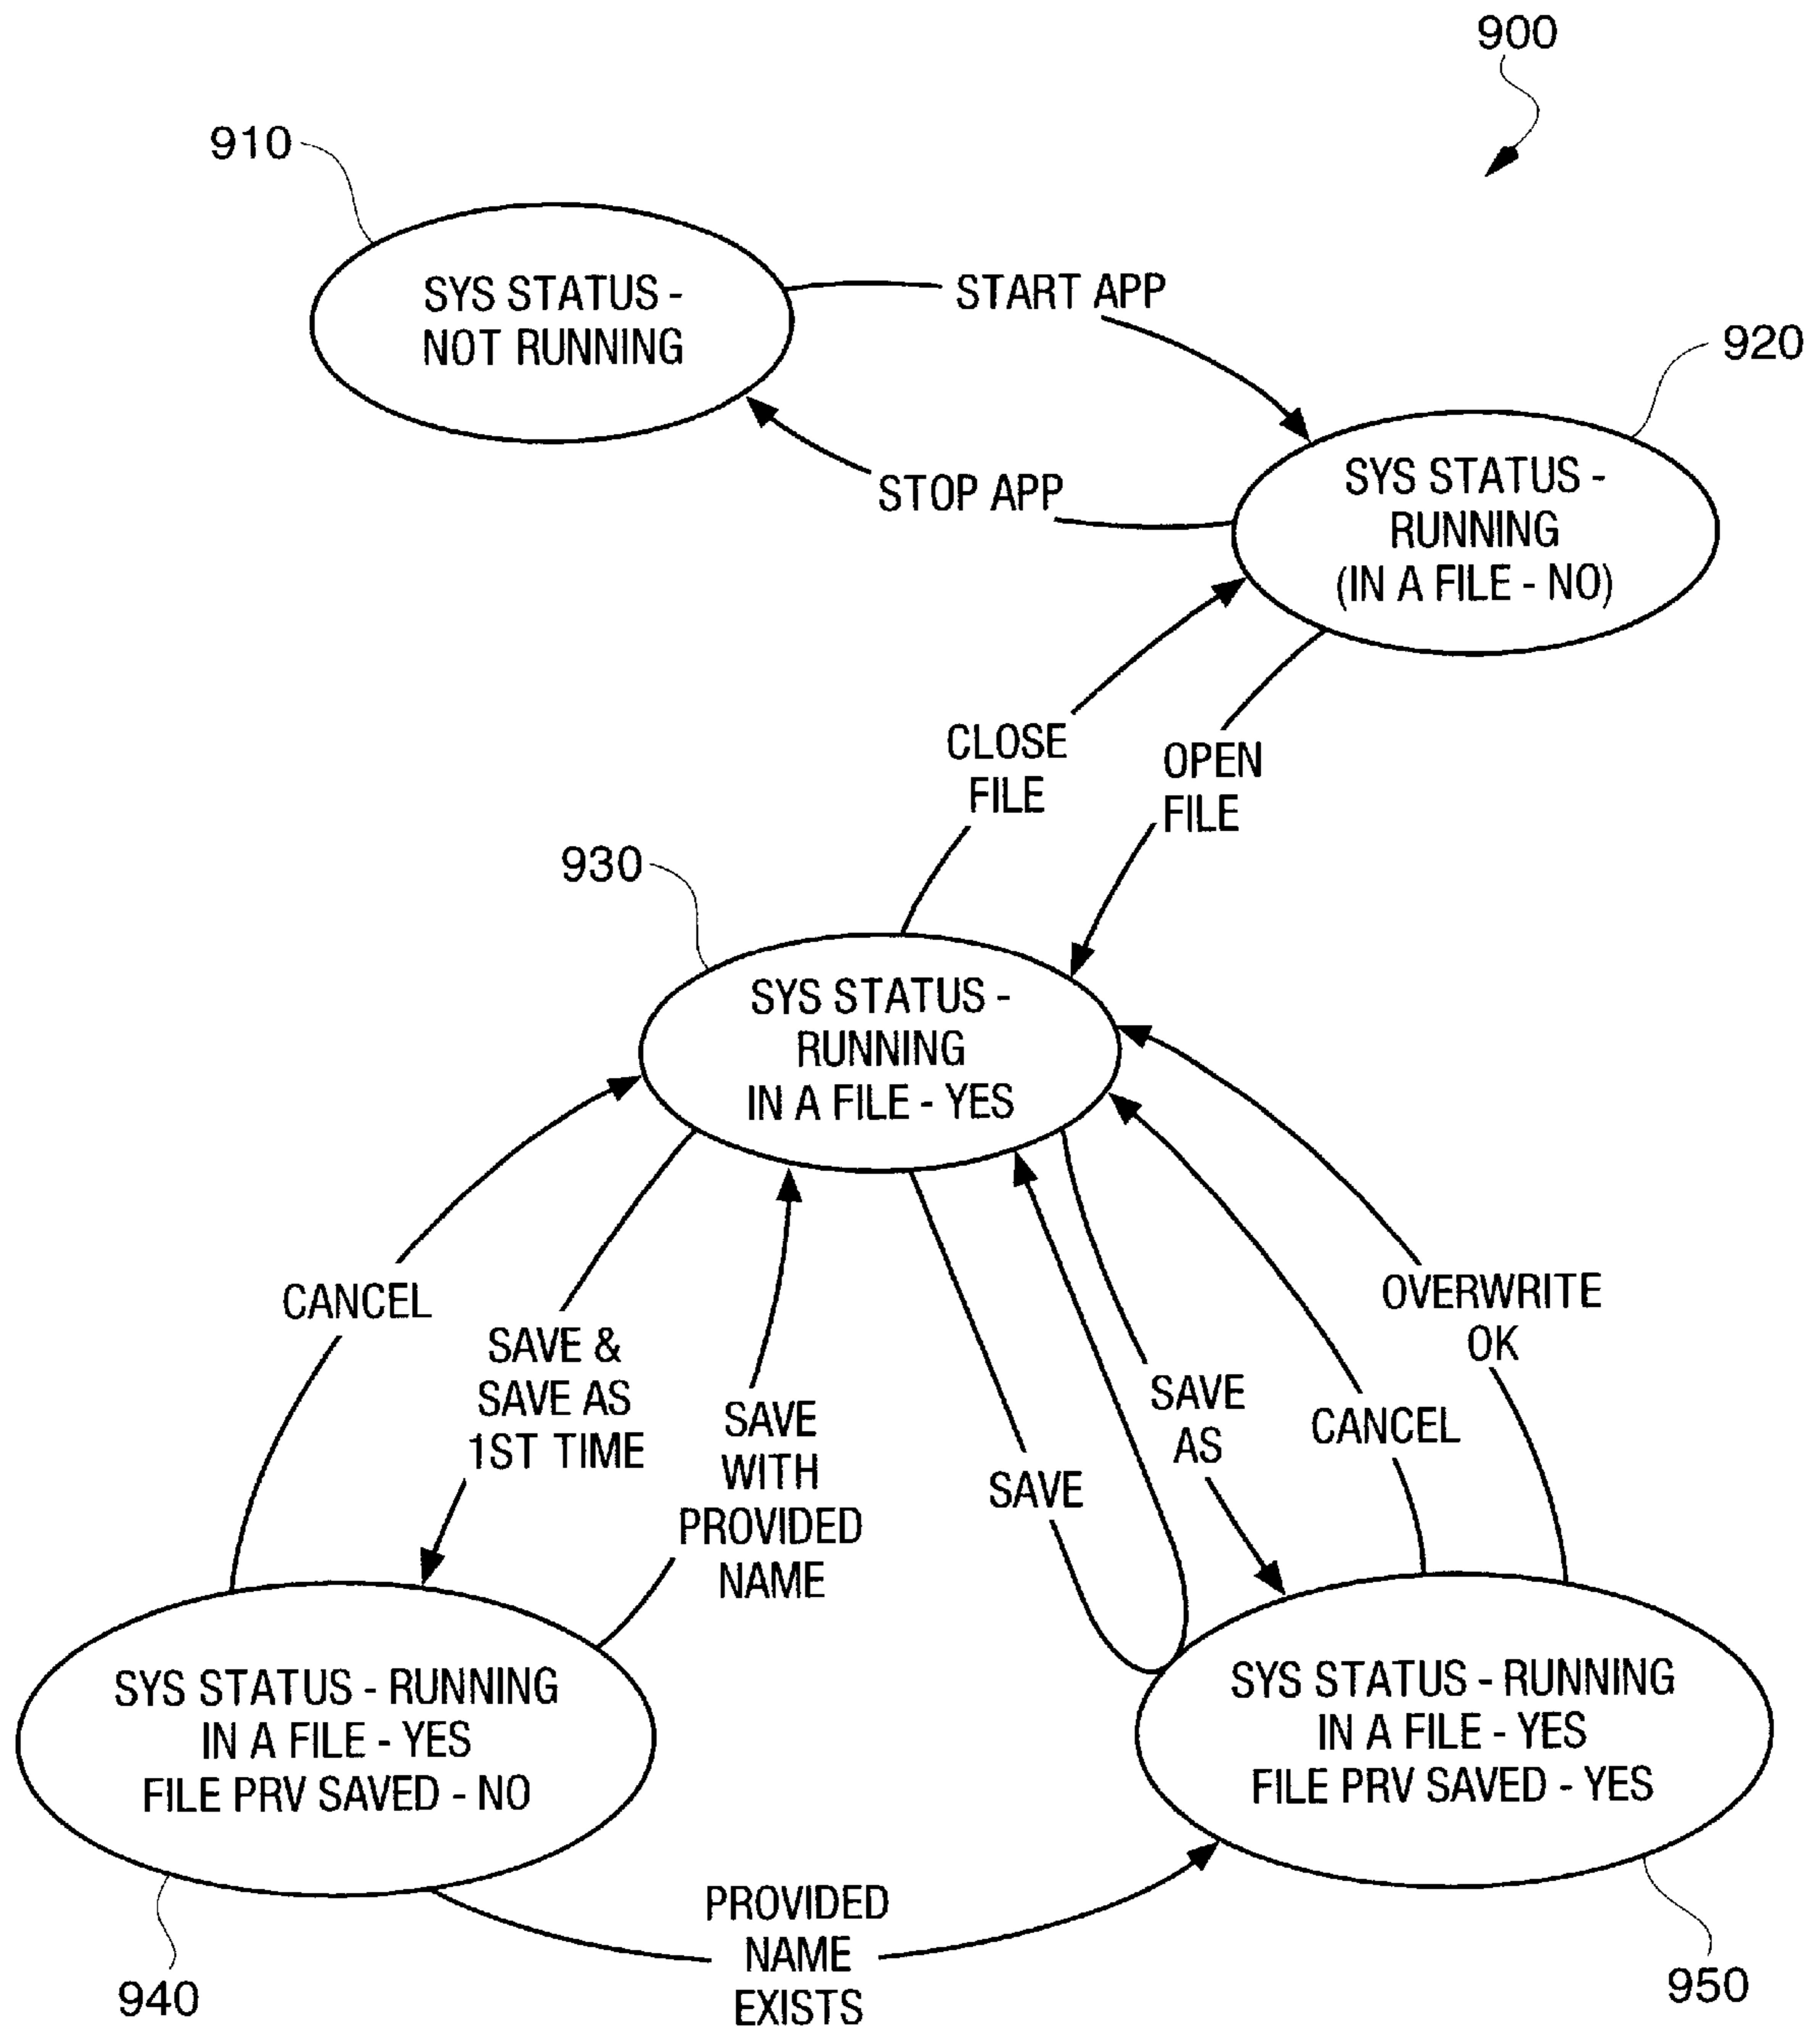 900
910
SYS STATUS -
NOT RUNNING
START APP
920
STOP APP
SYS STATUS -
RUNNING
(IN A FILE - NO)
CLOSE
FILE
OPEN
FILE
930
SYS STATUS -
RUNNING
IN A FILE - YES
CANCEL
SAVE &
SAVE AS
1ST TIME
SAVE
WITH
PROVIDED
NAME
SAVE
SAVE
AS
CANCEL
OVERWRITE
OK
SYS STATUS - RUNNING
IN A FILE - YES
FILE PRV SAVED - NO
SYS STATUS - RUNNING
IN A FILE - YES
FILE PRV SAVED - YES
PROVIDED
NAME
EXISTS
940
950